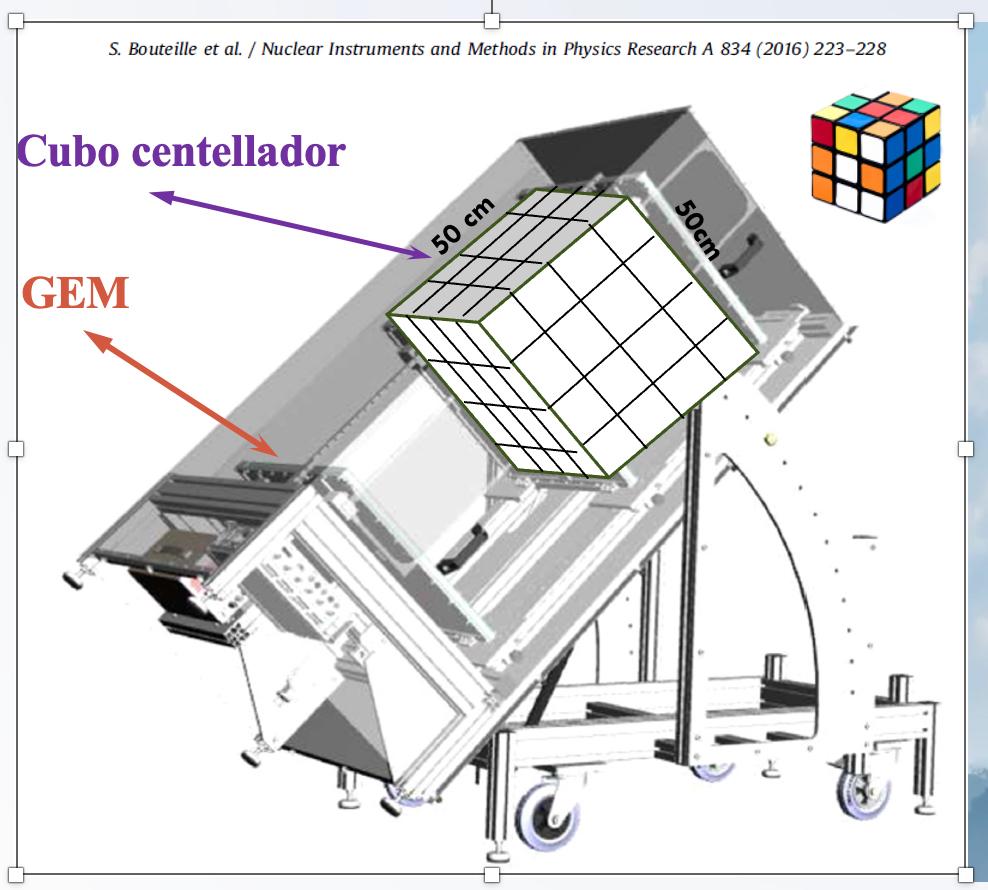 S. Bouteille et al. / Nuclear Instruments and Methods in Physics Research A 834 (2016) 223–228
Cubo centellador
50 cm
50cm
GEM